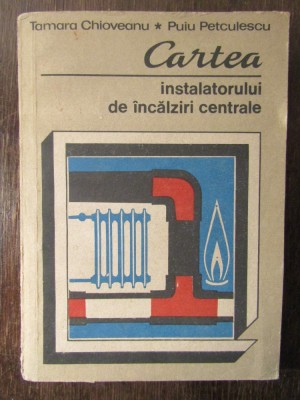 Tamara Chioveanu * Puiu Petculescu
Cartea
instalatorului
de încălziri centrale